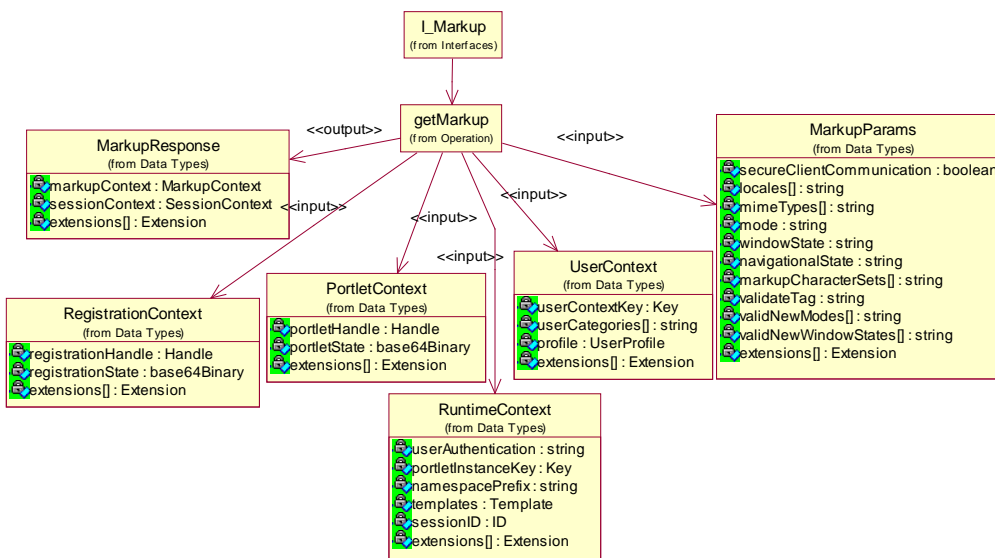 I_Markup
(from Interfaces)
getMarkup
(from Operation)
<<output>>
<<input>>
<<input>>
<<input>>
<<input>>
<<input>>
MarkupResponse
(from Data Types)
markupContext : MarkupContext
sessionContext : SessionContext
extensions[] : Extension
MarkupParams
(from Data Types)
secureClientCommunication : boolean
locales[] : string
mimeTypes[] : string
mode : string
windowState : string
navigationalState : string
markupCharacterSets[] : string
validateTag : string
validNewModes[] : string
validNewWindowStates[] : string
extensions[] : Extension
UserContext
(from Data Types)
userContextKey : Key
userCategories[] : string
profile : UserProfile
extensions[] : Extension
PortletContext
(from Data Types)
portletHandle : Handle
portletState : base64Binary
extensions[] : Extension
RegistrationContext
(from Data Types)
registrationHandle : Handle
registrationState : base64Binary
extensions[] : Extension
RuntimeContext
(from Data Types)
userAuthentication : string
portletInstanceKey : Key
namespacePrefix : string
templates : Template
sessionID : ID
extensions[] : Extension